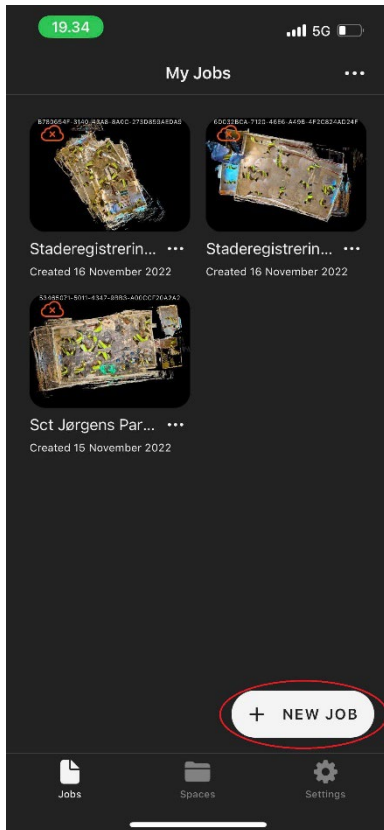 19.34
5G
My Jobs
Staderegistrerin...
Created 16 November 2022
Staderegistrerin...
Created 16 November 2022
Sct Jørgens Par...
Created 15 November 2022
+ NEW JOB
Jobs
Spaces
Settings